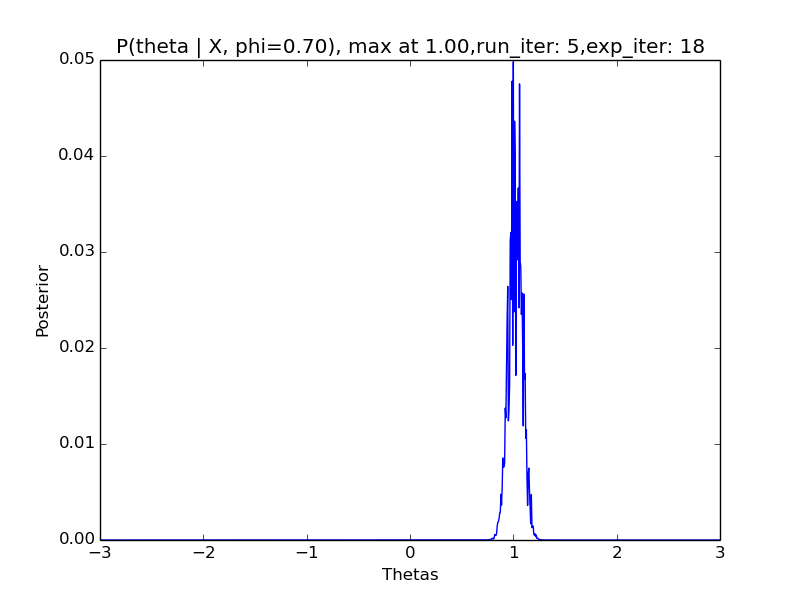 P(theta | X, phi=0.70), max at 1.00,run_iter: 5,exp_iter: 18
0.05
0.04
0.03
0.02
0.01
0.00
Posterior
−3 −2 −1 0 1 2 3
Thetas